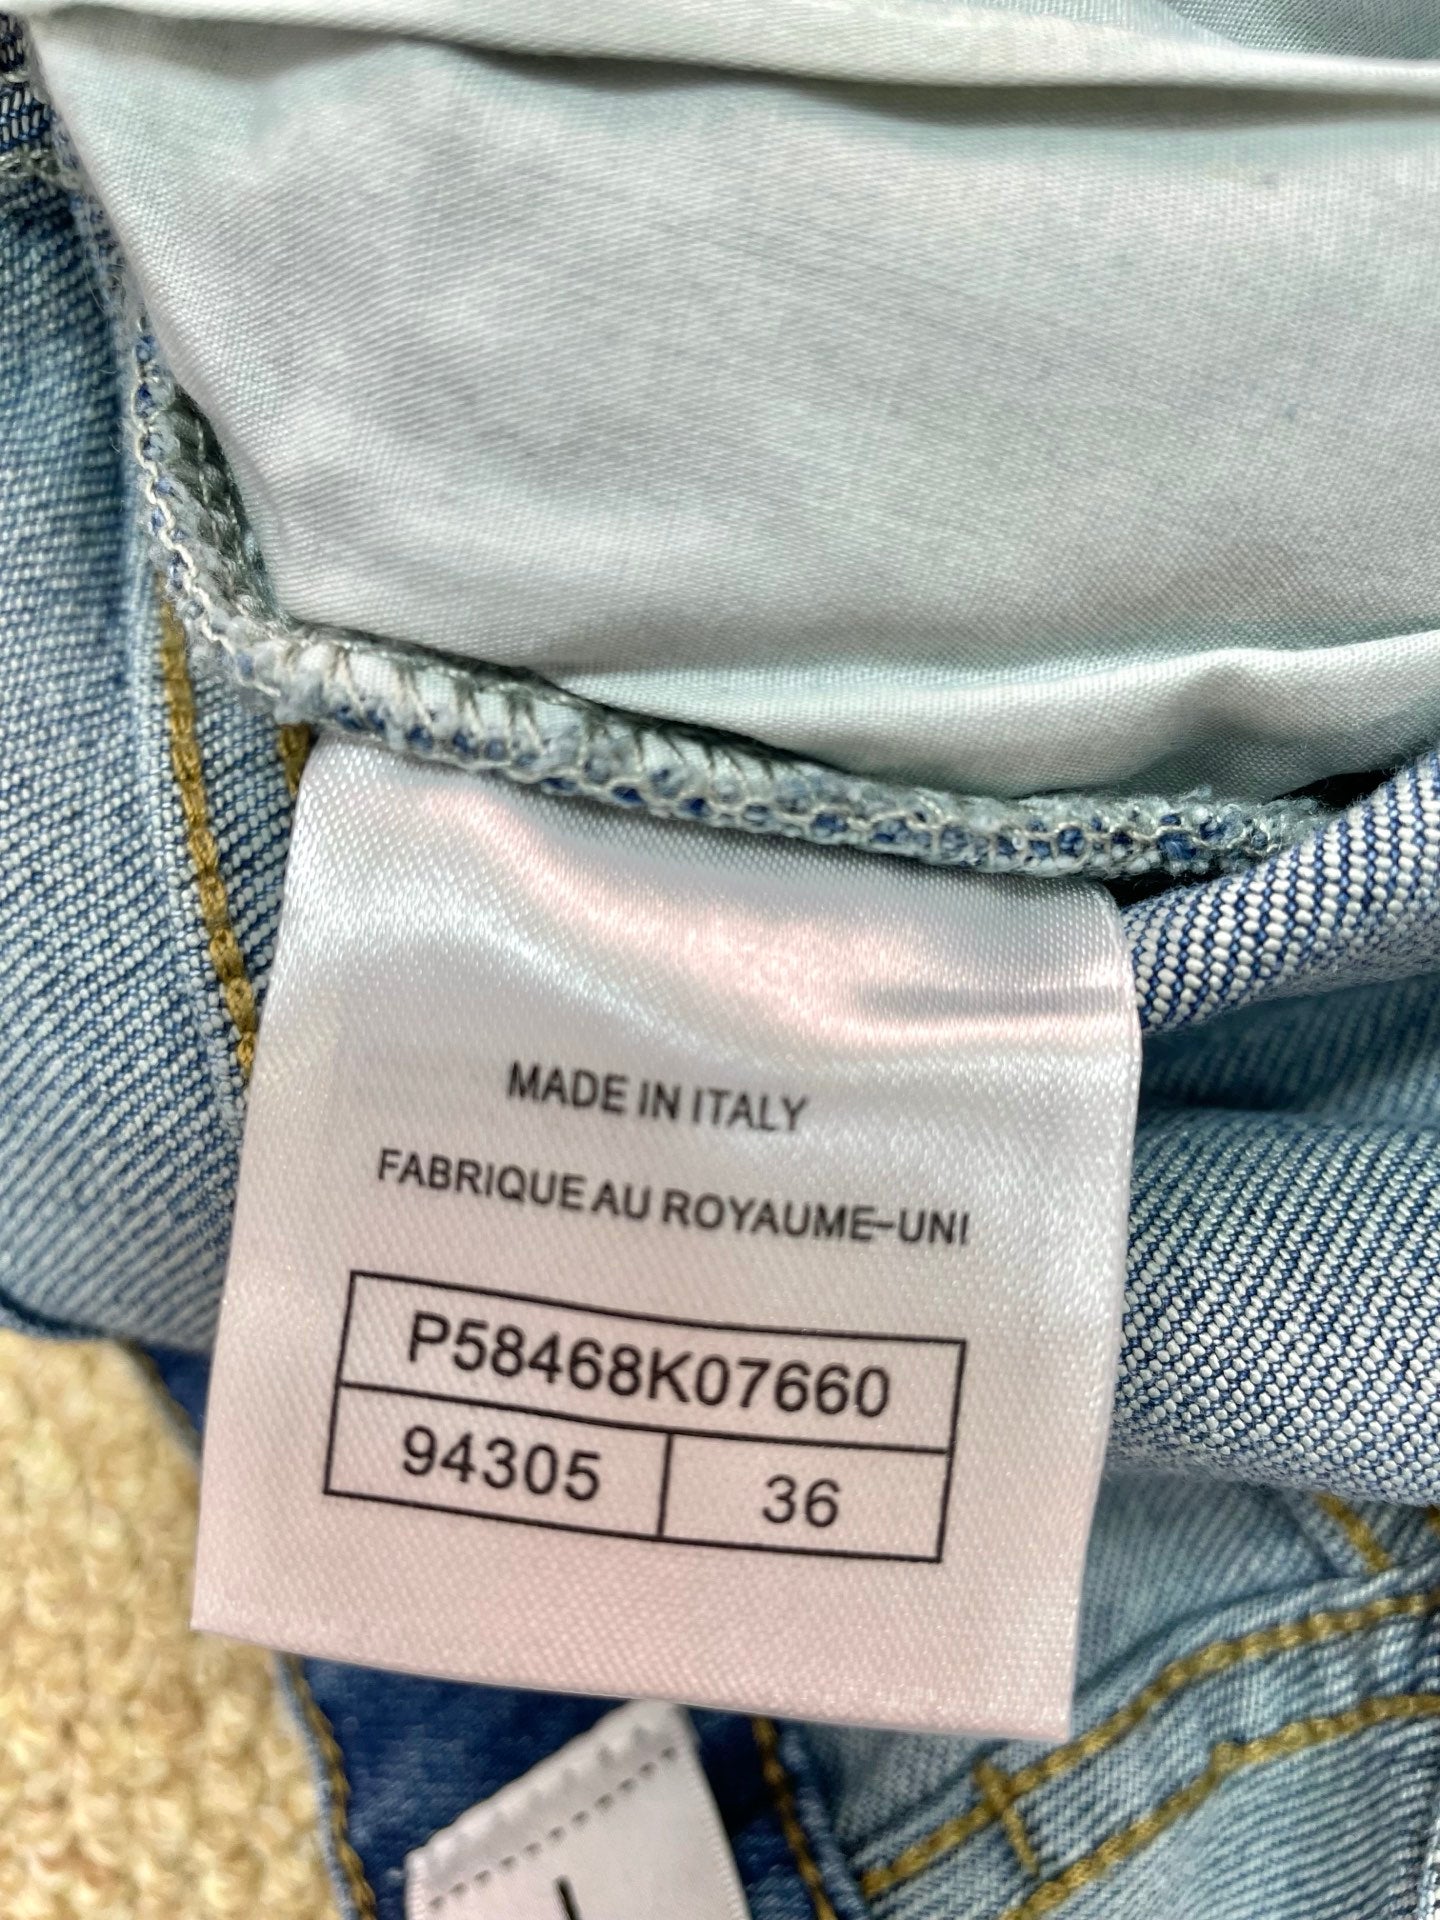 MADE IN ITALY
FABRIQUE AU ROYAUME-UNI
P58468K07660
94305 36